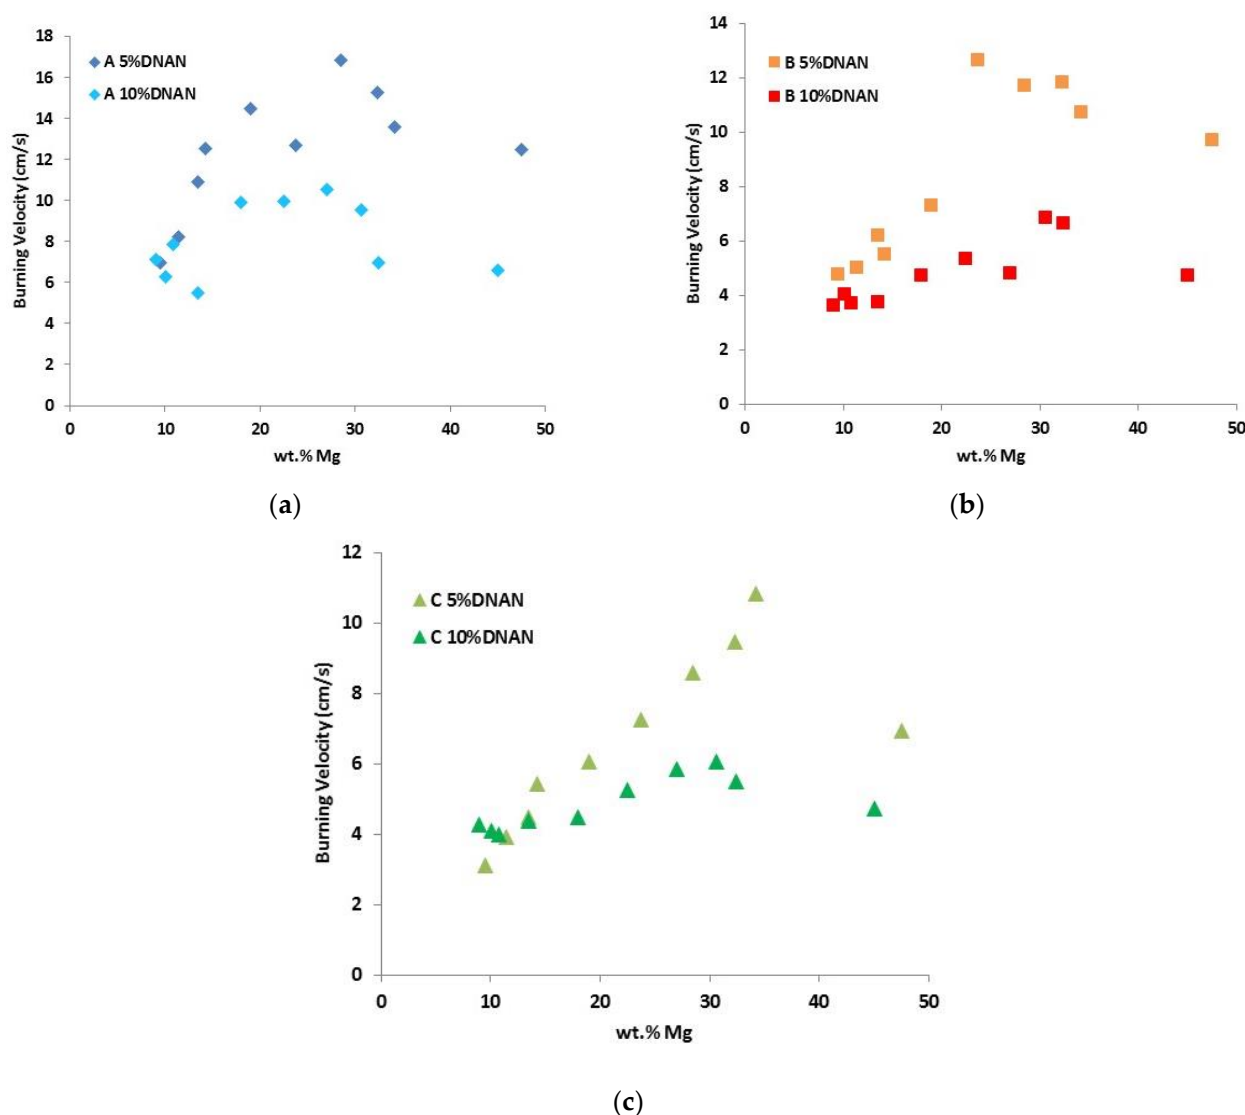 18
16
14
12
10
8
6
4
2
0
A 5%DNAN
A 10%DNAN
Burning Velocity (cm/s)
0 10 20 30 40 50
wt.% Mg
(a)
14
12
10
8
6
4
2
0
B 5%DNAN
B 10%DNAN
Burning Velocity (cm/s)
0 10 20 30 40 50
wt.% Mg
(b)
12
10
8
6
4
2
0
C 5%DNAN
C 10%DNAN
Burning Velocity (cm/s)
0 10 20 30 40 50
wt.% Mg
(c)